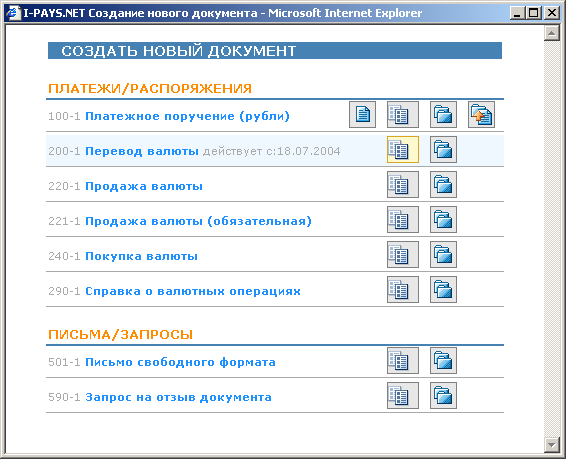 I-PAYS.NET Создание нового документа - Microsoft Internet Explorer
СОЗДАТЬ НОВЫЙ ДОКУМЕНТ
ПЛАТЕЖИ/РАСПОРЯЖЕНИЯ
100-1 Платежное поручение (рубли)
200-1 Перевод валюты действует с:18.07.2004
220-1 Продажа валюты
221-1 Продажа валюты (обязательная)
240-1 Покупка валюты
290-1 Справка о валютных операциях
ПИСЬМА/ЗАПРОСЫ
501-1 Письмо свободного формата
590-1 Запрос на отзыв документа